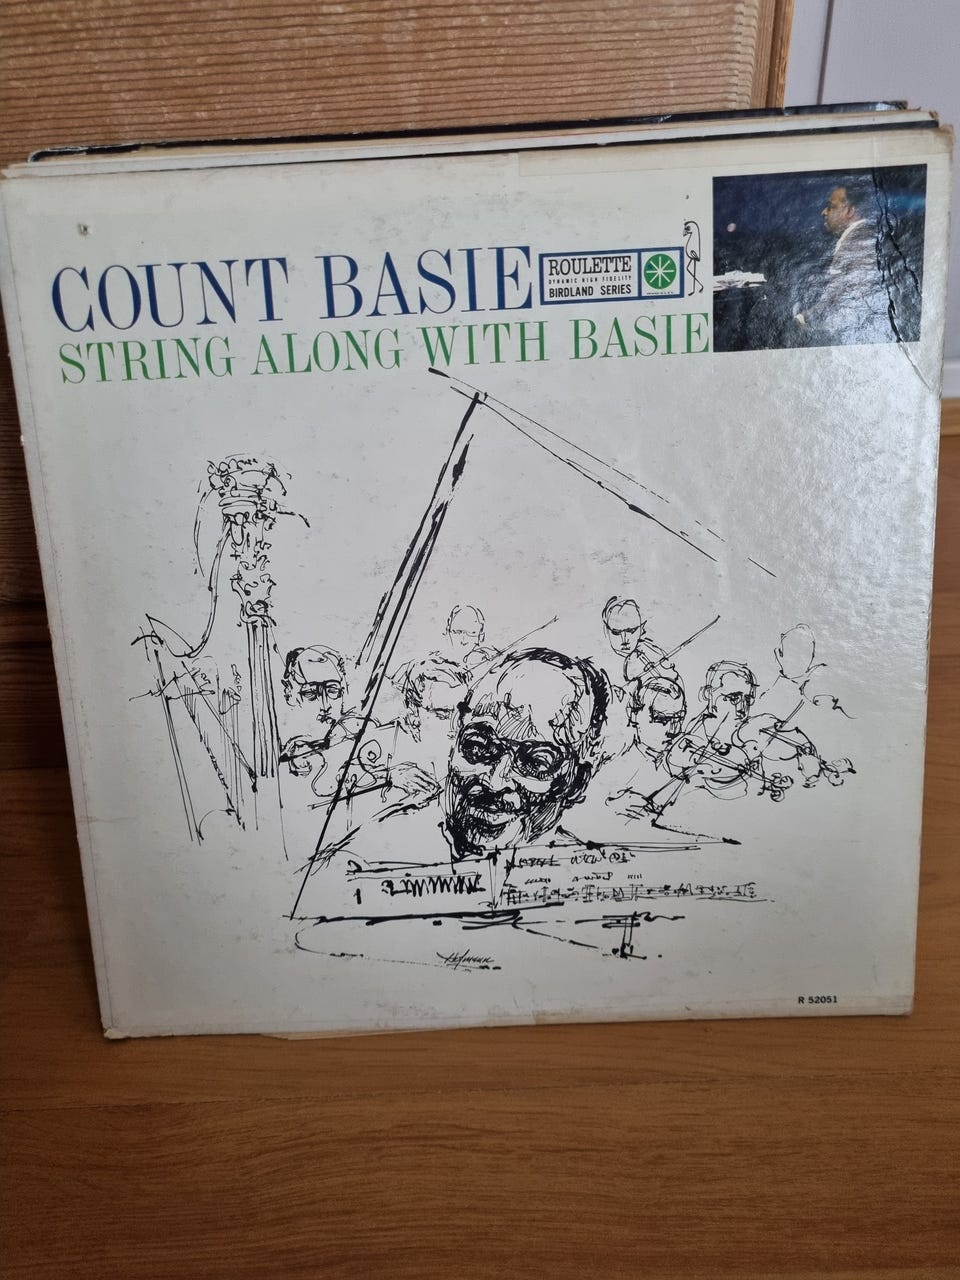 COUNT BASIE
ROULETTE
DYNAMIC HIGH FIDELITY
BIRDLAND SERIES
STRING ALONG WITH BASIE
R 52051